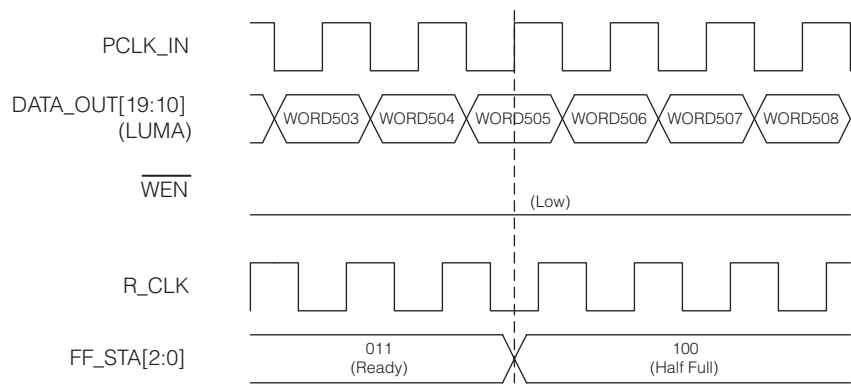 PCLK_IN
DATA_OUT[19:10]
(LUMA)
WORD503 WORD504 WORD505 WORD506 WORD507 WORD508
WEN
(Low)
R_CLK
FF_STA[2:0]
011
(Ready)
100
(Half Full)